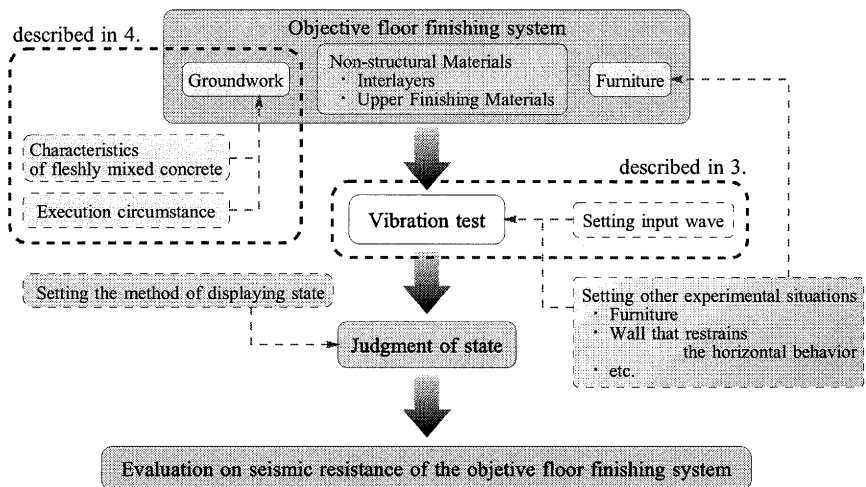 described in 4.
Objective floor finishing system
Groundwork
Non-structural Materials
・ Interlayers
・ Upper Finishing Materials
Furniture
Characteristics
of fleshly mixed concrete
Execution circumstance
described in 3.
Vibration test
Setting input wave
Setting the method of displaying state
Setting other experimental situations
・ Furniture
・ Wall that restrains
the horizontal behavior
・ etc.
Judgment of state
Evaluation on seismic resistance of the objetive floor finishing system